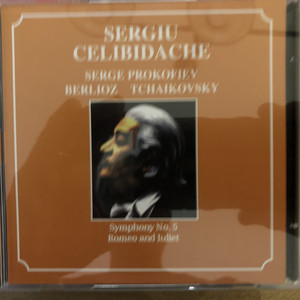 SERGIU
CELIBIDACHE
SERGE PROKOFIEV
BERLIOZ TCHAIKOVSKY
Symphony No. 5
Romeo and Juliet